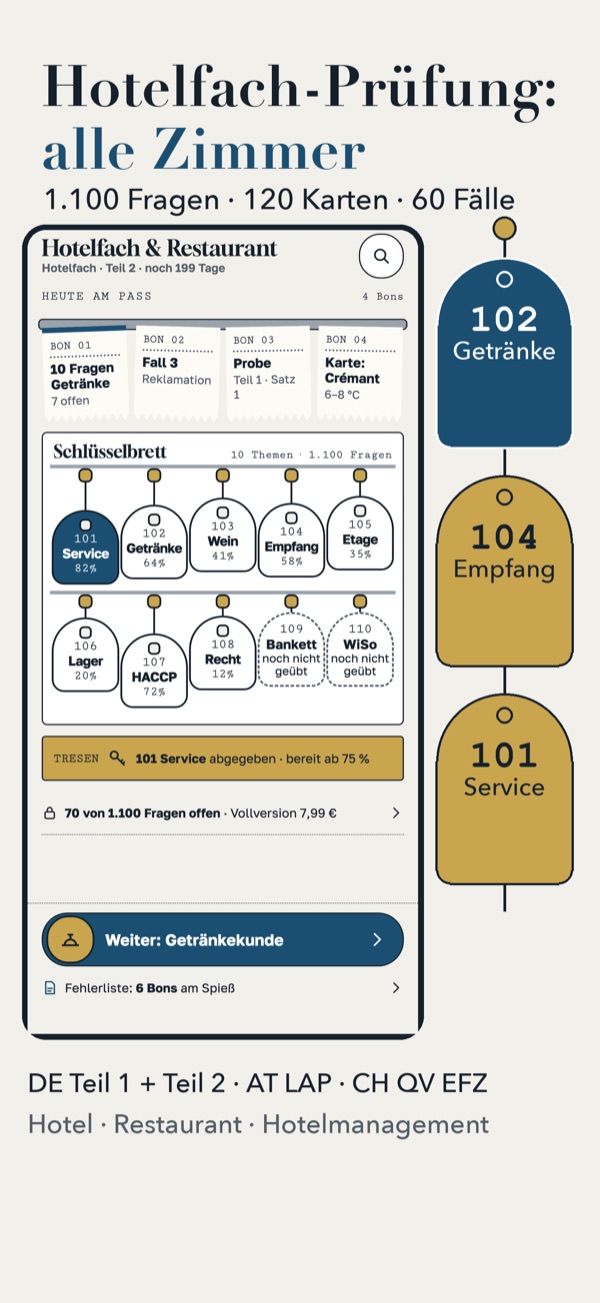 Hotelfach-Prüfung:
alle Zimmer
1.100 Fragen · 120 Karten · 60 Fälle
Hotelfach & Restaurant
Hotelfach · Teil 2 · noch 199 Tage
HEUTE AM PASS
4 Bons
BON 01
10 Fragen
Getränke
7 offen
BON 02
Fall 3
Reklamation
BON 03
Probe
Teil 1 · Satz
1
BON 04
Karte:
Crémant
6–8 °C
Schlüsselbrett
10 Themen · 1.100 Fragen
101
Service
82%
102
Getränke
64%
103
Wein
41%
104
Empfang
58%
105
Etage
35%
106
Lager
20%
107
HACCP
72%
108
Recht
12%
109
Bankett
noch nicht
geübt
110
WiSo
noch nicht
geübt
TRESEN 101 Service abgegeben · bereit ab 75 %
70 von 1.100 Fragen offen · Vollversion 7,99 €
Weiter: Getränkekunde
Fehlerliste: 6 Bons am Spieß
102
Getränke
104
Empfang
101
Service
DE Teil 1 + Teil 2 · AT LAP · CH QV EFZ
Hotel · Restaurant · Hotelmanagement